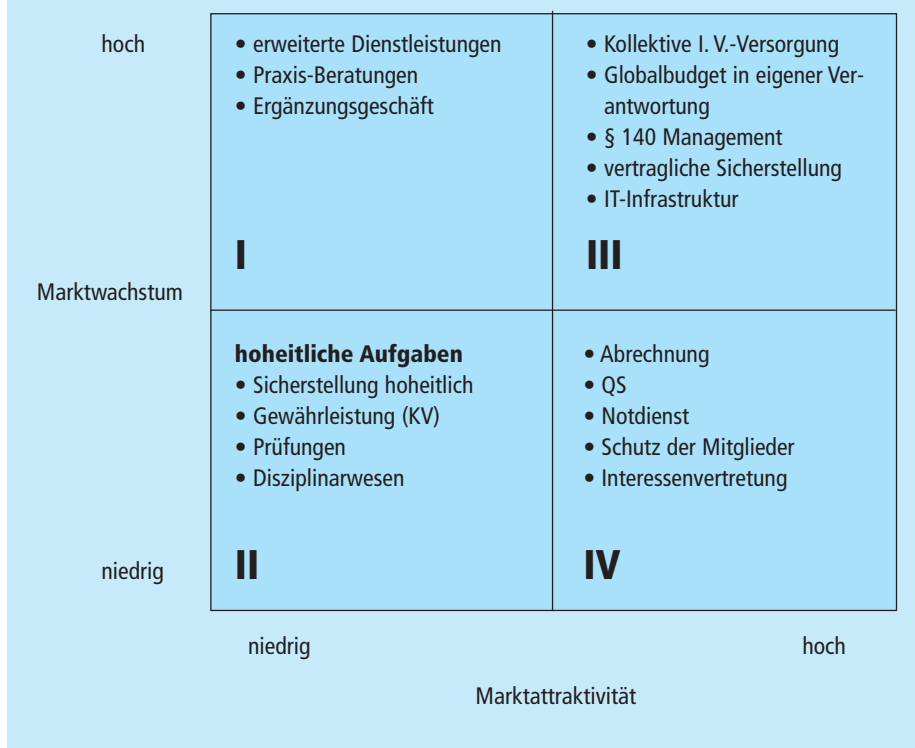 hoch
• erweiterte Dienstleistungen
• Praxis-Beratungen
• Ergänzungsgeschäft
I
• Kollektive I. V.-Versorgung
• Globalbudget in eigener Ver-
antwortung
• § 140 Management
• vertragliche Sicherstellung
• IT-Infrastruktur
III
Marktwachstum
hoheitliche Aufgaben
• Sicherstellung hoheitlich
• Gewährleistung (KV)
• Prüfungen
• Disziplinarwesen
II
• Abrechnung
• QS
• Notdienst
• Schutz der Mitglieder
• Interessenvertretung
IV
niedrig
niedrig
hoch
Marktattraktivität